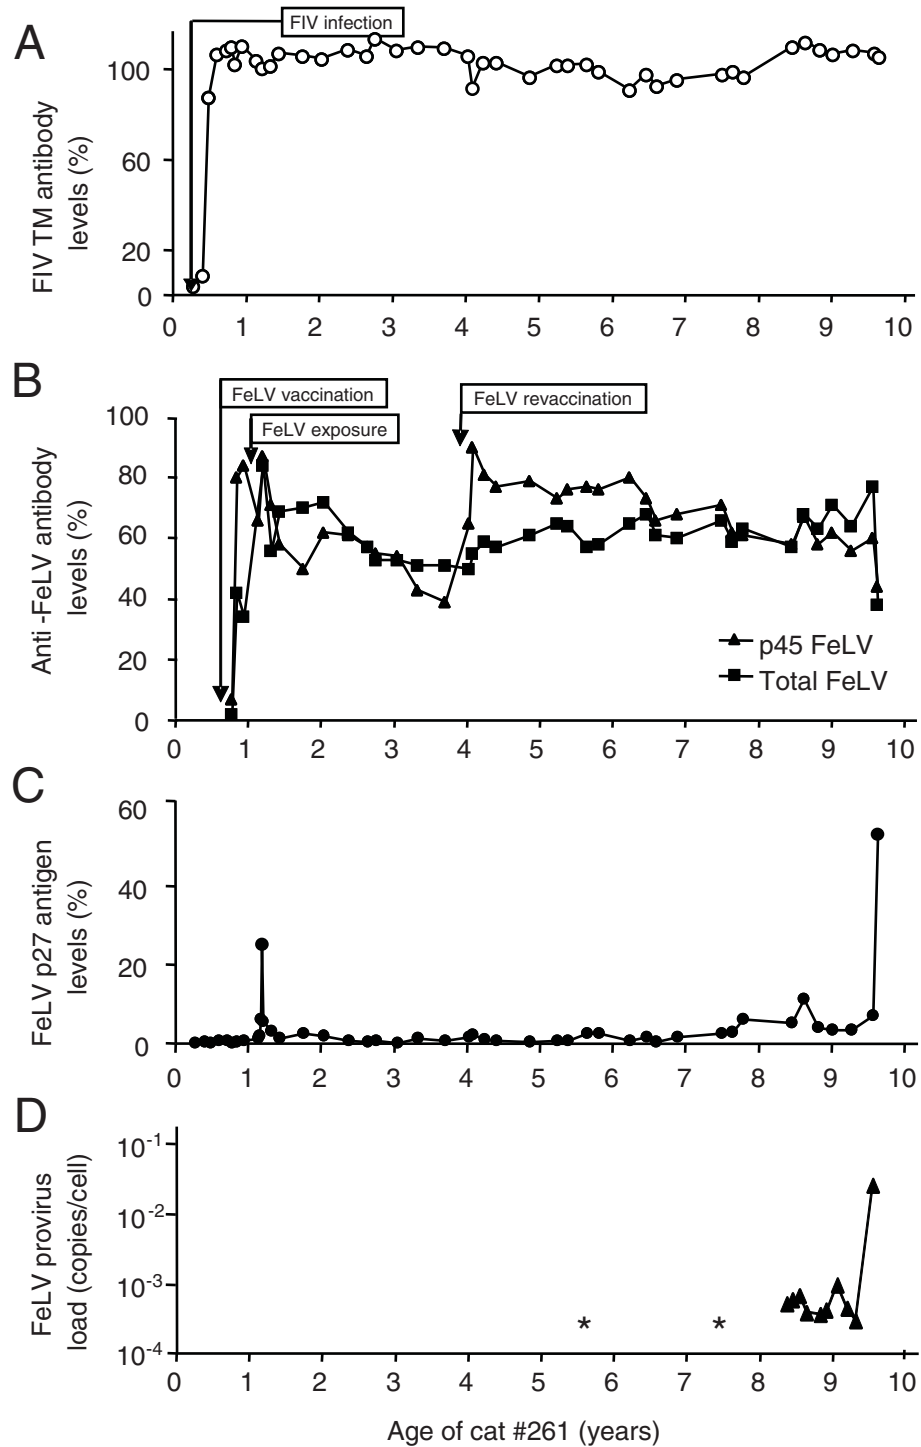 A
FIV infection
FIV TM antibody
levels (%)
100
60
20
0
0 1 2 3 4 5 6 7 8 9 10
B
FeLV vaccination
FeLV revaccination
FeLV exposure
Anti -FeLV antibody
levels (%)
100
80
60
40
20
0
p45 FeLV
Total FeLV
0 1 2 3 4 5 6 7 8 9 10
C
FeLV p27 antigen
levels (%)
60
40
20
0
0 1 2 3 4 5 6 7 8 9 10
D
FeLV provirus
load (copies/cell)
10-1
10-2
10-3
10-4
* *
0 1 2 3 4 5 6 7 8 9 10
Age of cat #261 (years)